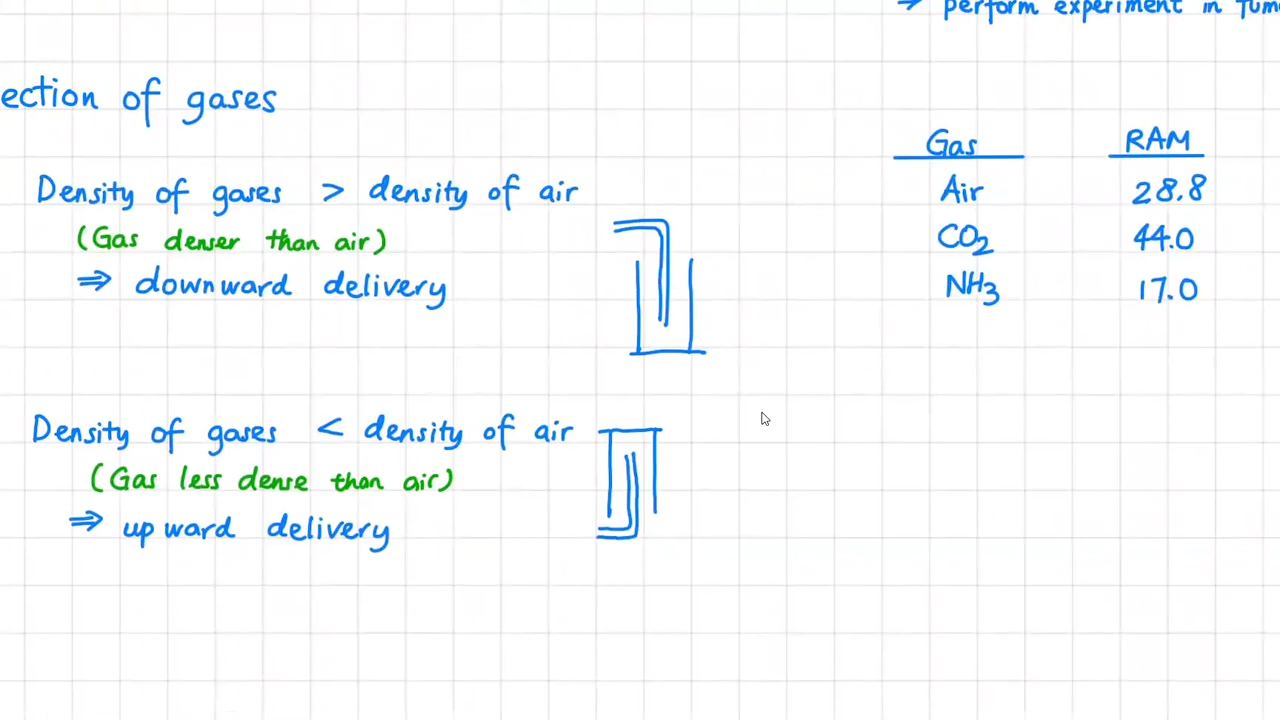 perform experiment in
ection of gases
Density of gases > density of air
(Gas denser than air)
⇒ downward delivery
Density of gases < density of air
(Gas less dense than air)
⇒ upward delivery
Gas RAM
Air 28.8
CO2 44.0
NH3 17.0